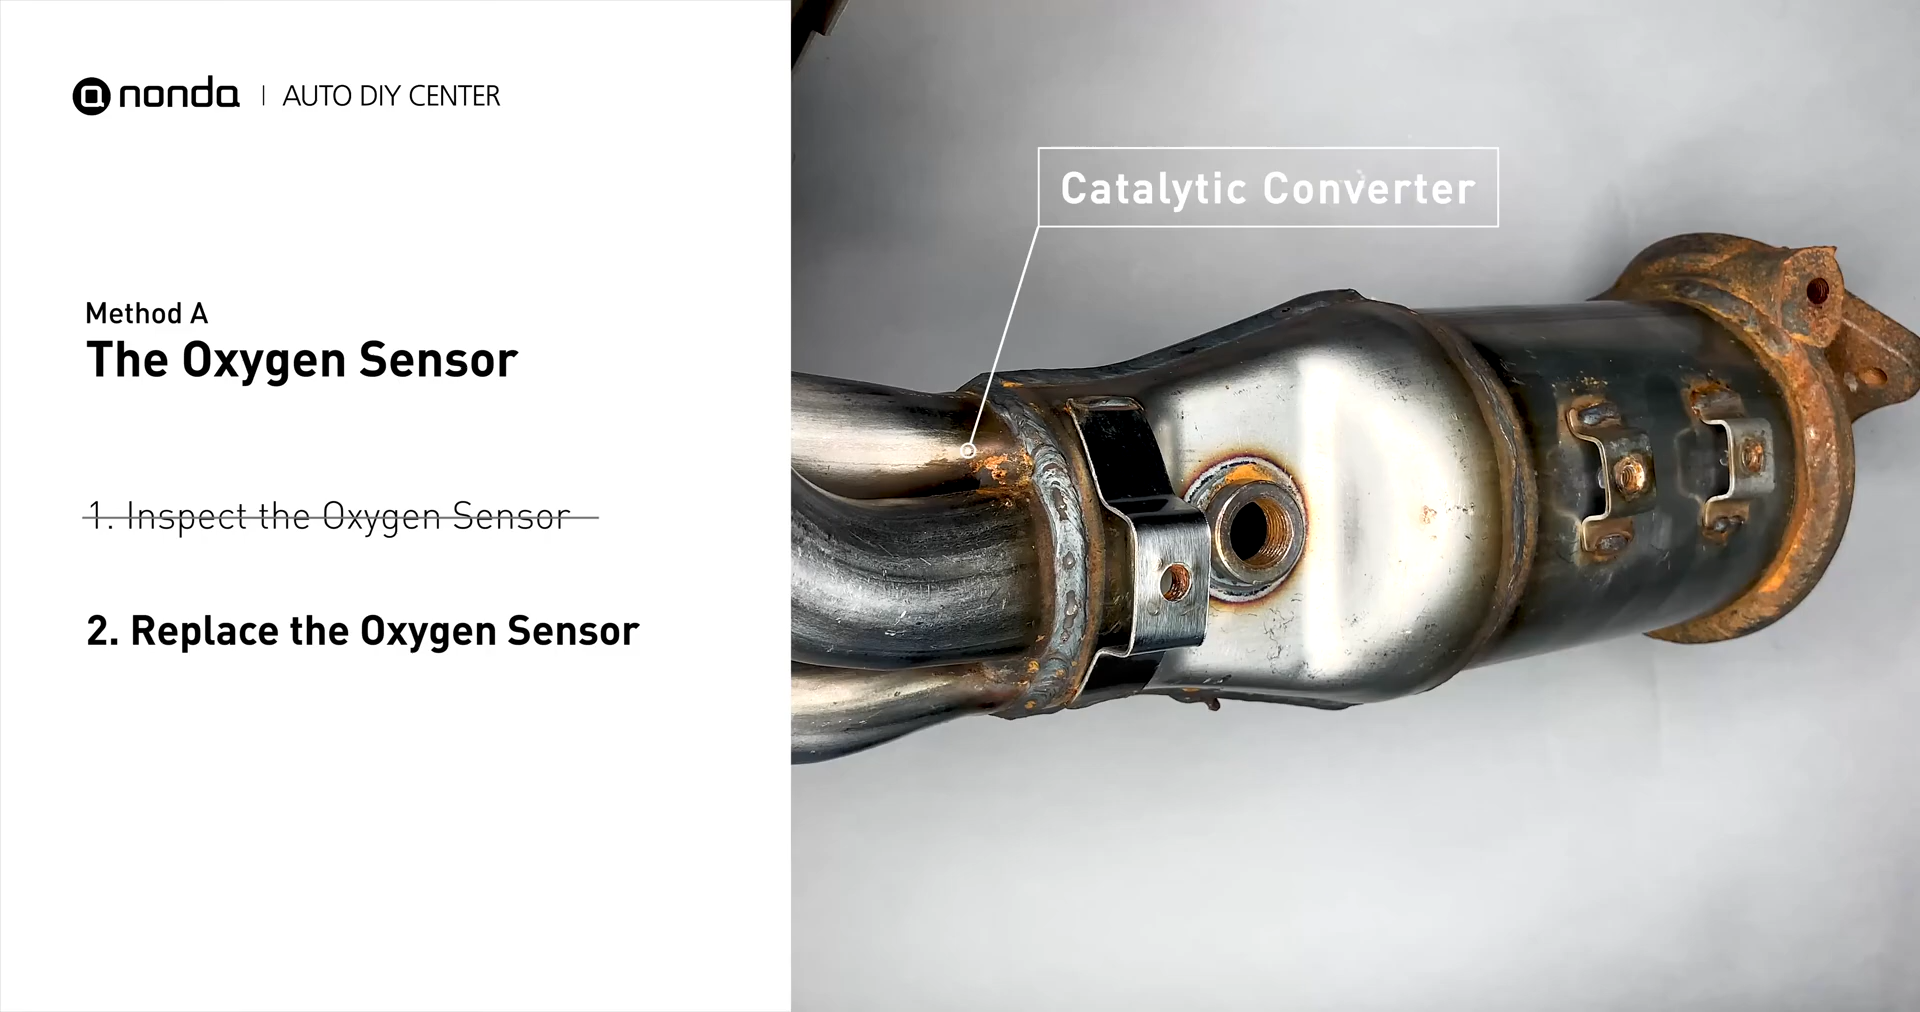 nonda | AUTO DIY CENTER
Method A
The Oxygen Sensor
1. Inspect the Oxygen Sensor
2. Replace the Oxygen Sensor
Catalytic Converter